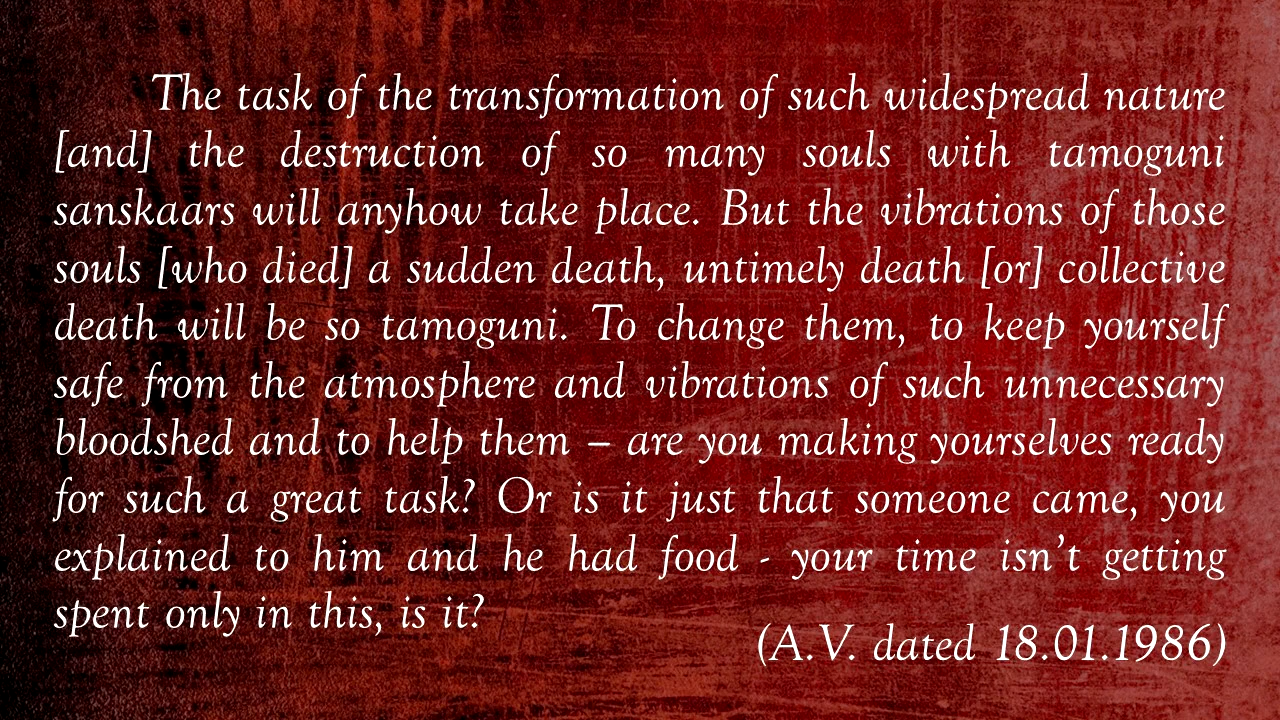 The task of the transformation of such widespread nature
[and] the destruction of so many souls with tamoguni
sanskaars will anyhow take place. But the vibrations of those
souls [who died] a sudden death, untimely death [or] collective
death will be so tamoguni. To change them, to keep yourself
safe from the atmosphere and vibrations of such unnecessary
bloodshed and to help them – are you making yourselves ready
for such a great task? Or is it just that someone came, you
explained to him and he had food - your time isn’t getting
spent only in this, is it?
(A.V. dated 18.01.1986)